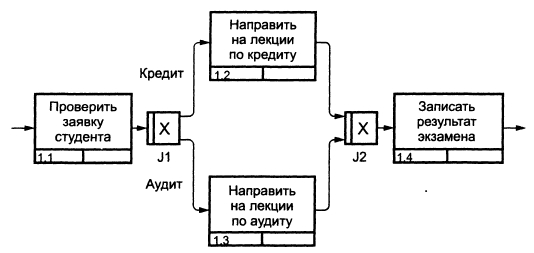 Направить
на лекции
по кредиту
1.2
Кредит
Проверить
заявку
студента
1.1
X
J1
X
J2
Записать
результат
экзамена
1.4
Аудит
Направить
на лекции
по аудиту
1.3